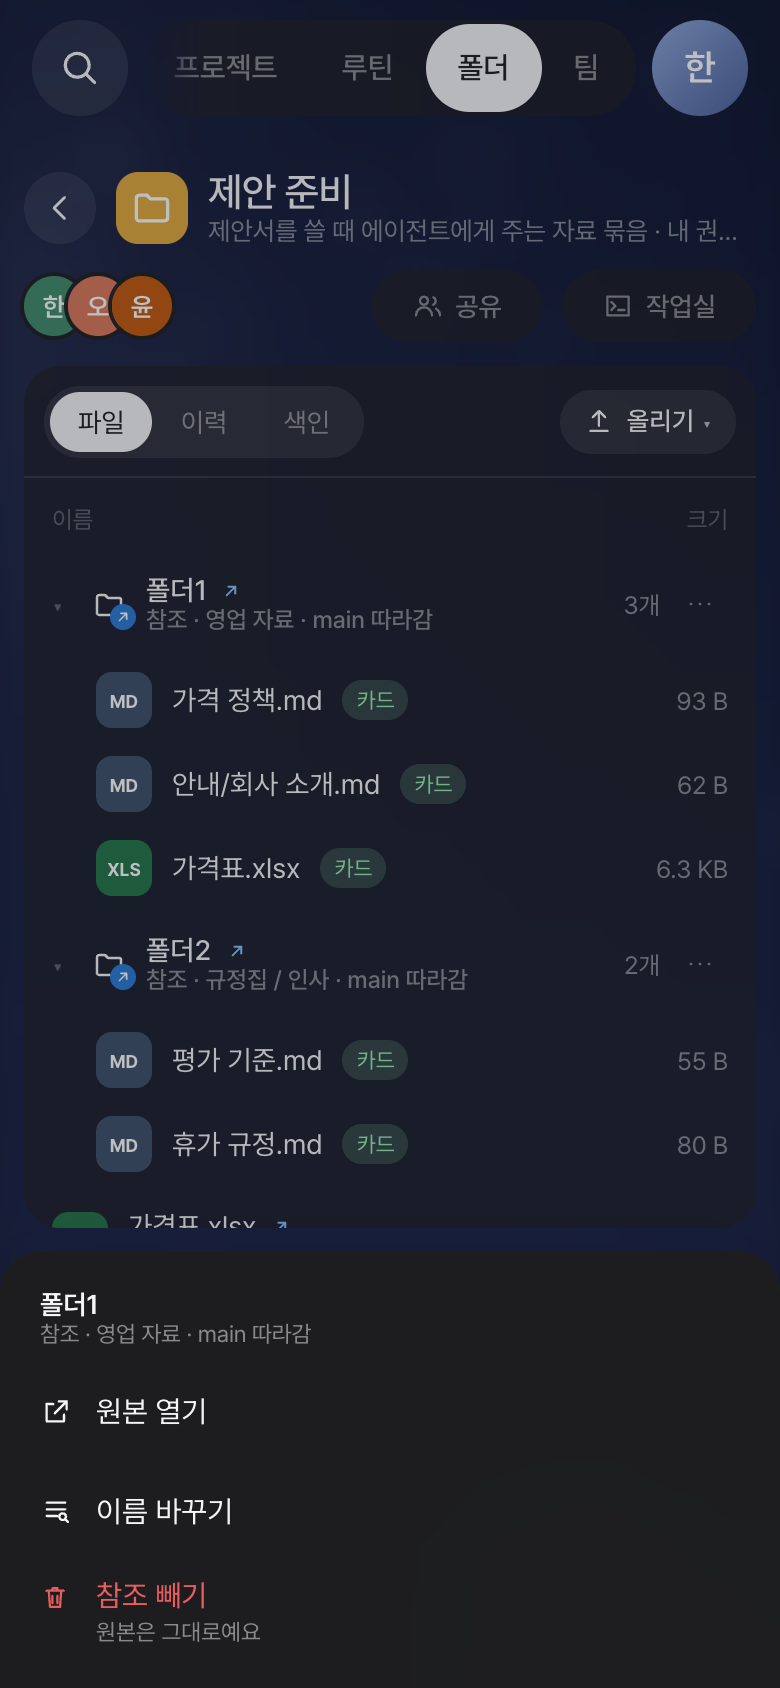 프로젝트 루틴 폴더 팀 한
제안 준비
제안서를 쓸 때 에이전트에게 주는 자료 묶음 · 내 권...
한 오 윤 공유 작업실
파일 이력 색인 올리기
이름 크기
폴더1
참조 · 영업 자료 · main 따라감
3개
MD 가격 정책.md 카드 93 B
MD 안내/회사 소개.md 카드 62 B
XLS 가격표.xlsx 카드 6.3 KB
폴더2
참조 · 규정집 / 인사 · main 따라감
2개
MD 평가 기준.md 카드 55 B
MD 휴가 규정.md 카드 80 B
가격표.xlsx
폴더1
참조 · 영업 자료 · main 따라감
원본 열기
이름 바꾸기
참조 빼기
원본은 그대로예요